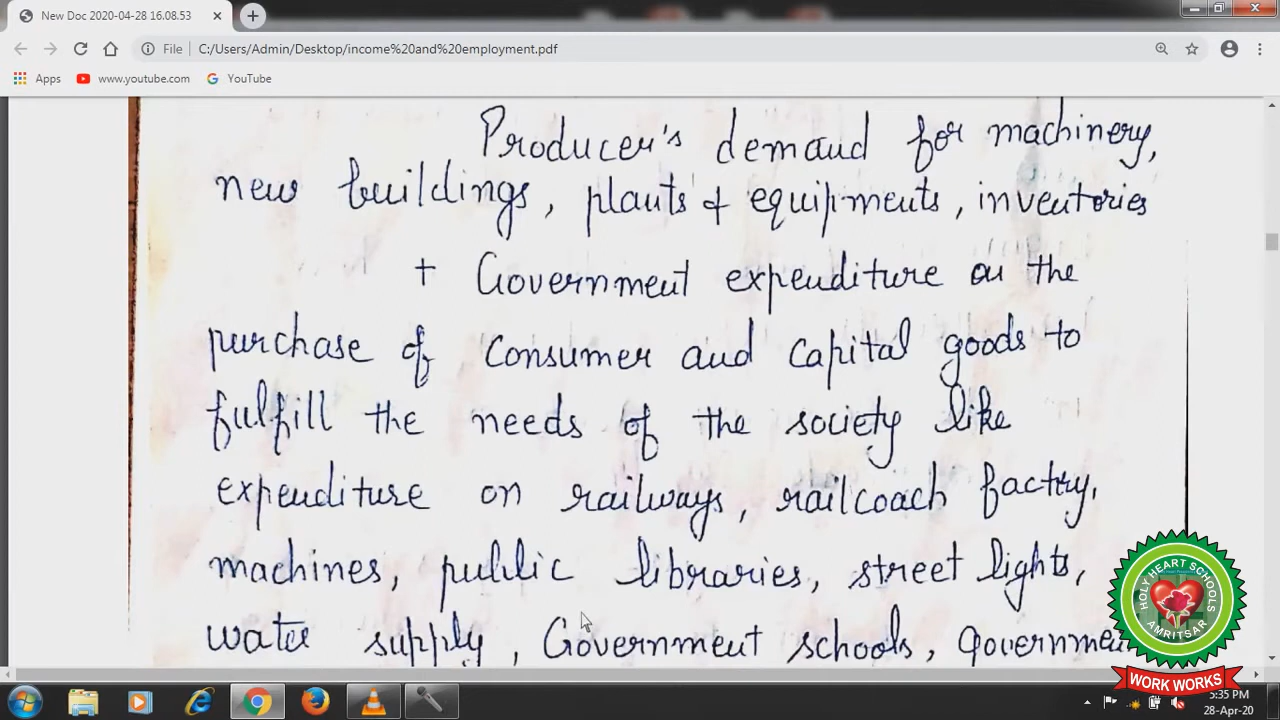 New Doc 2020-04-28 16.08.53
File C:/Users/Admin/Desktop/income%20and%20employment.pdf
Apps www.youtube.com YouTube
Producer's demand for machinery,
new buildings, plants & equipments, inventories
+ Government expenditure on the
purchase of consumer and capital goods to
fulfill the needs of the society like
expenditure on railways, railcoach factory,
machines, public libraries, street lights,
water supply, Government schools, Governmen
HOLY HEART SCHOOLS
AMRITSAR
WORK WORKS
5:35 PM
28-Apr-20